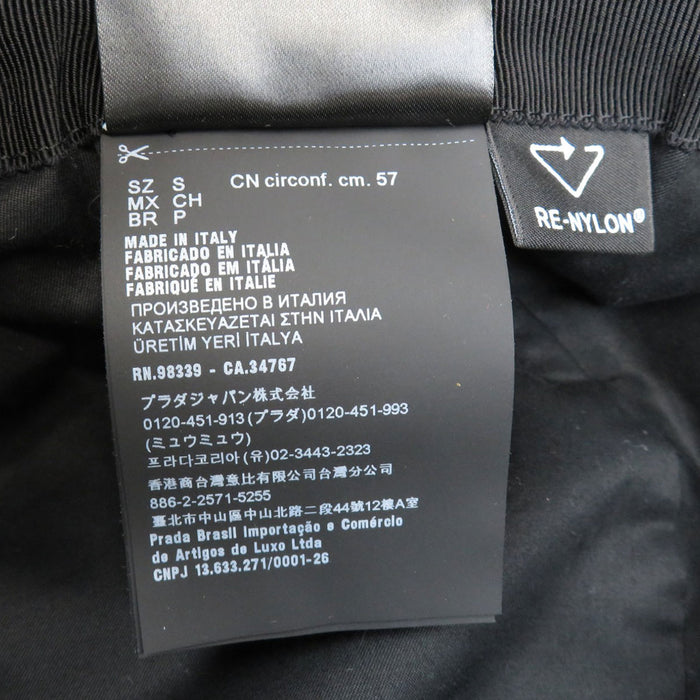 SZ S CN circonf. cm. 57
MX CH
BR P
MADE IN ITALY
FABRICADO EN ITALIA
FABRICADO EM ITÁLIA
FABRIQUÉ EN ITALIE
ПРОИЗВЕДЕНО В ИТАЛИЯ
ΚΑΤΑΣΚΕΥΑΖΕΤΑΙ ΣΤΗΝ ΙΤΑΛΙΑ
ÜRETİM YERİ İTALYA
RN.98339 - CA.34767
プラダジャパン株式会社
0120-451-913(プラダ)0120-451-993
(ミュウミュウ)
프라다코리아(유)02-3443-2323
香港商台灣意比有限公司台灣分公司
886-2-2571-5255
臺北市中山區中山北路二段44號12樓A室
Prada Brasil Importação e Comércio
de Artigos de Luxo Ltda
CNPJ 13.633.271/0001-26
RE-NYLON®